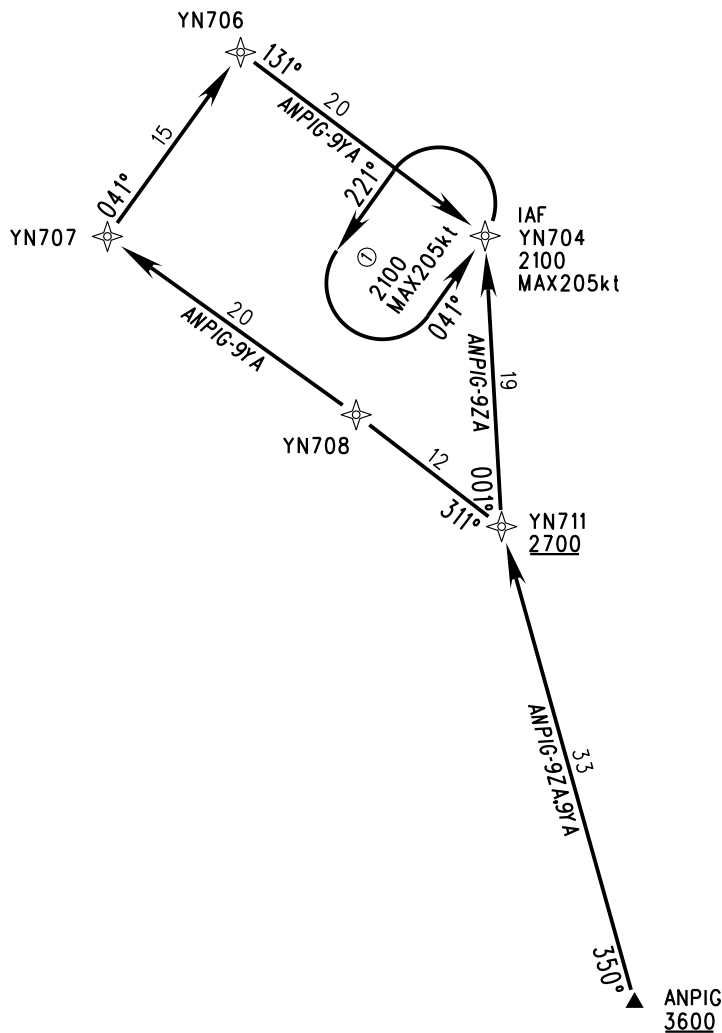 YN706
131°
20
ANPIG-9YA
15
041°
YN707
221°
①
2100
MAX205kt
041°
IAF
YN704
2100
MAX205kt
20
ANPIG-9YA
YN708
12
311°
19
ANPIG-9ZA
001°
YN711
2700
33
ANPIG-9ZA,9YA
350°
ANPIG
3600